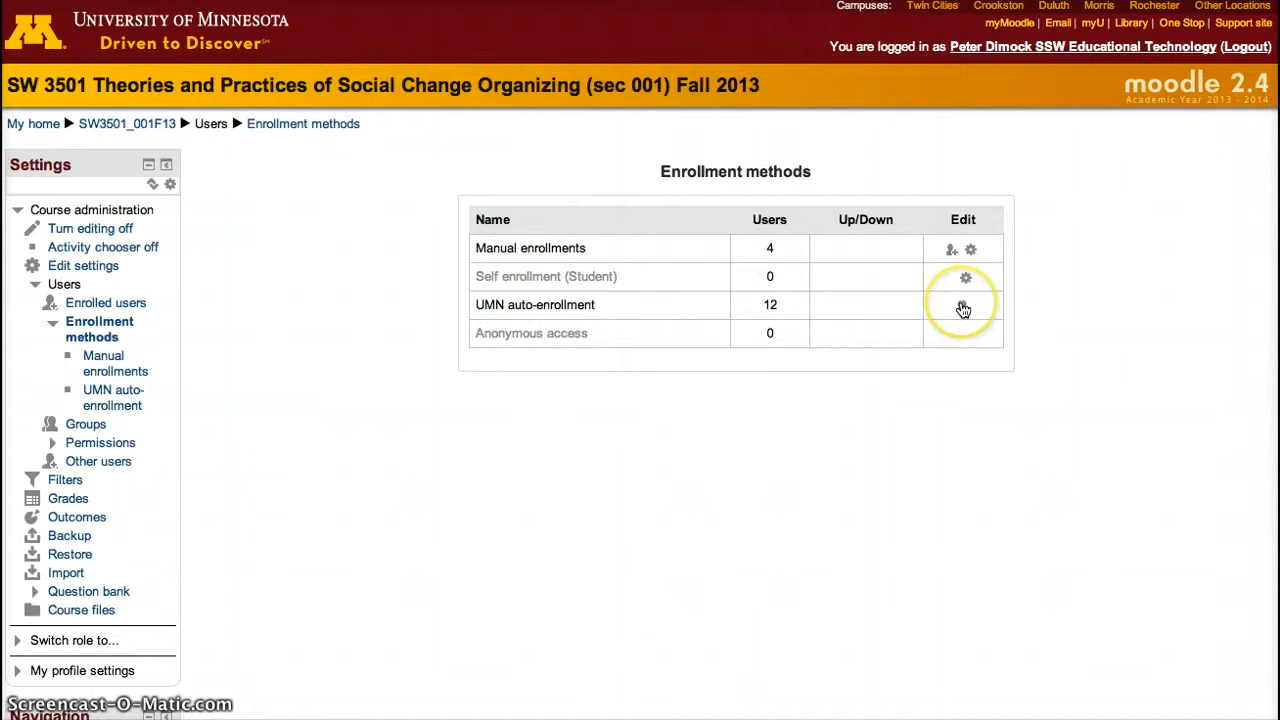 UNIVERSITY OF MINNESOTA
Driven to Discover℠
Campuses: Twin Cities Crookston Duluth Morris Rochester Other Locations
myMoodle | Email | myU | Library | One Stop | Support site
You are logged in as Peter Dimock SSW Educational Technology (Logout)
SW 3501 Theories and Practices of Social Change Organizing (sec 001) Fall 2013
moodle 2.4
Academic Year 2013 - 2014
My home ► SW3501_001F13 ► Users ► Enrollment methods
Settings
Course administration
Turn editing off
Activity chooser off
Edit settings
Users
Enrolled users
Enrollment
methods
Manual
enrollments
UMN auto-
enrollment
Groups
Permissions
Other users
Filters
Grades
Outcomes
Backup
Restore
Import
Question bank
Course files
Switch role to...
My profile settings
Navigation
Enrollment methods
Name Users Up/Down Edit
Manual enrollments 4
Self enrollment (Student) 0
UMN auto-enrollment 12
Anonymous access 0
Screencast-O-Matic.com